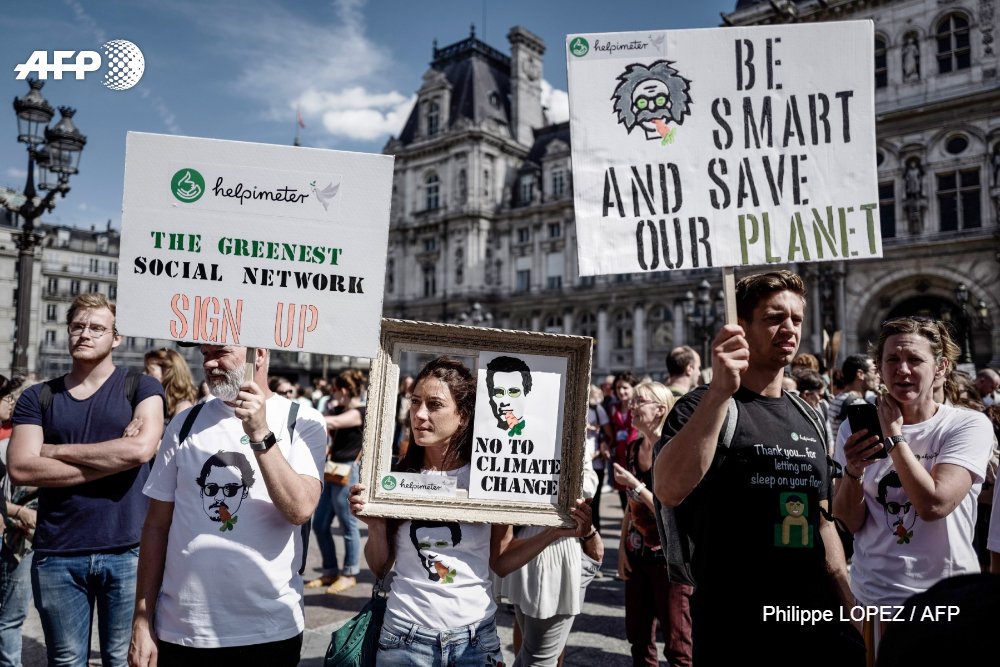 AFP
helpimeter
THE GREENEST
SOCIAL NETWORK
SIGN UP
helpimeter
BE
SMART
AND SAVE
OUR PLANET
NO TO
CLIMATE
CHANGE
helpimeter
Thank you... for
letting me
sleep on your floor
Philippe LOPEZ / AFP